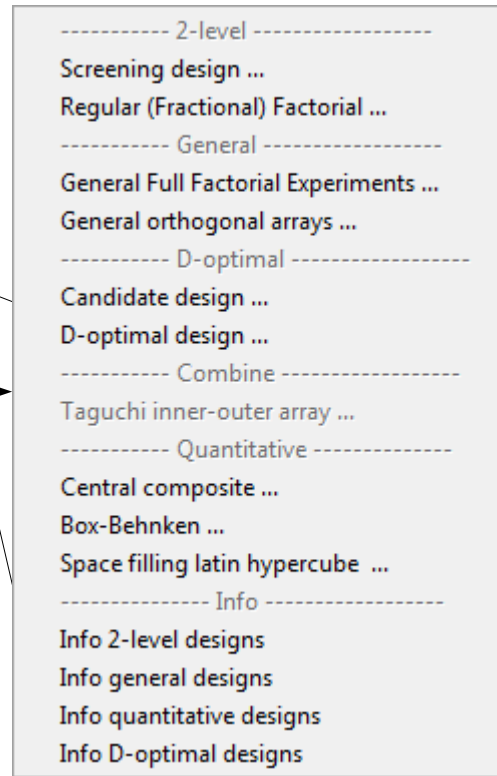 ----------- 2-level ------------------
Screening design ...
Regular (Fractional) Factorial ...
----------- General ------------------
General Full Factorial Experiments ...
General orthogonal arrays ...
----------- D-optimal ------------------
Candidate design ...
D-optimal design ...
----------- Combine ------------------
Taguchi inner-outer array ...
----------- Quantitative --------------
Central composite ...
Box-Behnken ...
Space filling latin hypercube  ...
--------------- Info ------------------
Info 2-level designs
Info general designs
Info quantitative designs
Info D-optimal designs